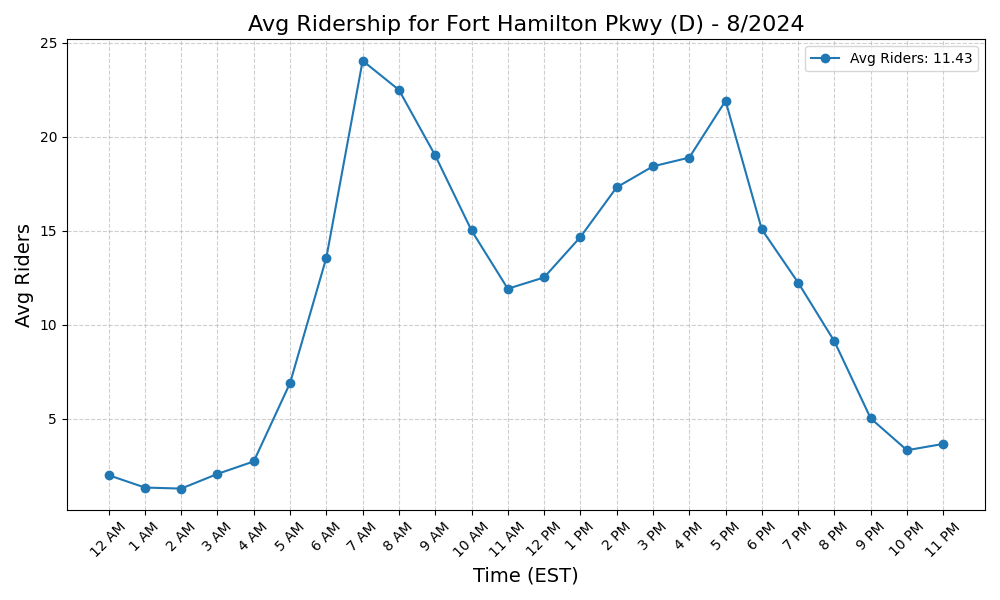 Avg Ridership for Fort Hamilton Pkwy (D) - 8/2024
Avg Riders: 11.43
25
20
15
10
5
Avg Riders
12 AM
1 AM
2 AM
3 AM
4 AM
5 AM
6 AM
7 AM
8 AM
9 AM
10 AM
11 AM
12 PM
1 PM
2 PM
3 PM
4 PM
5 PM
6 PM
7 PM
8 PM
9 PM
10 PM
11 PM
Time (EST)